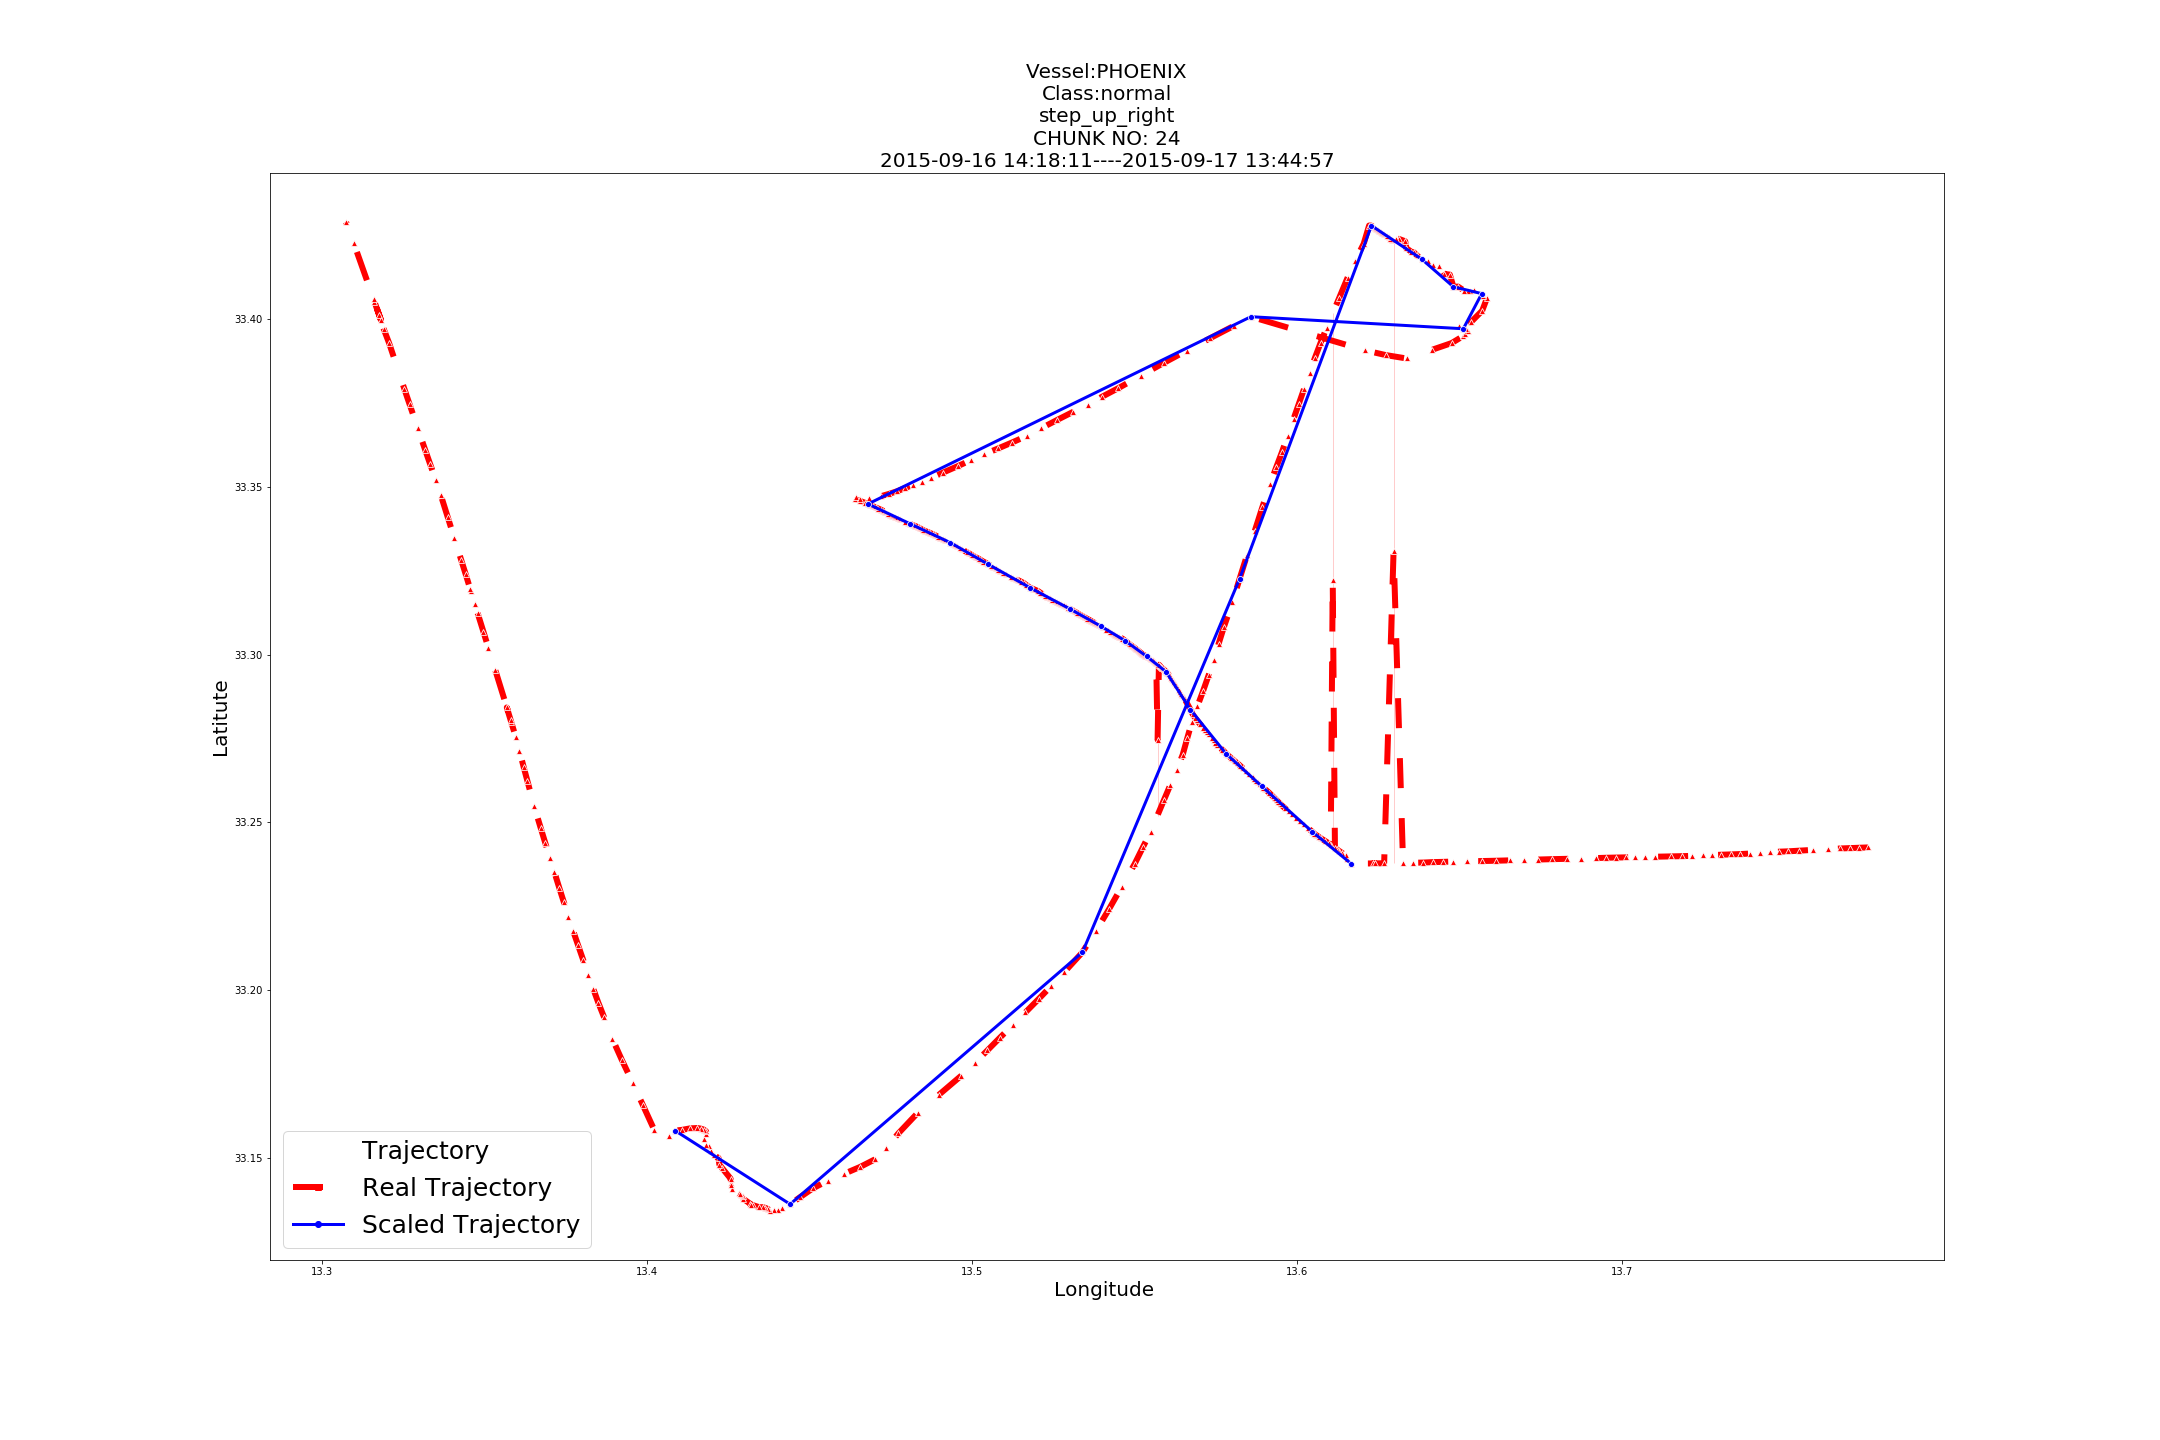 Vessel:PHOENIX
Class:normal
step_up_right
CHUNK NO: 24
2015-09-16 14:18:11----2015-09-17 13:44:57
33.40
33.35
33.30
33.25
33.20
33.15
Latitute
Trajectory
Real Trajectory
Scaled Trajectory
13.3
13.4
13.5
13.6
13.7
Longitude